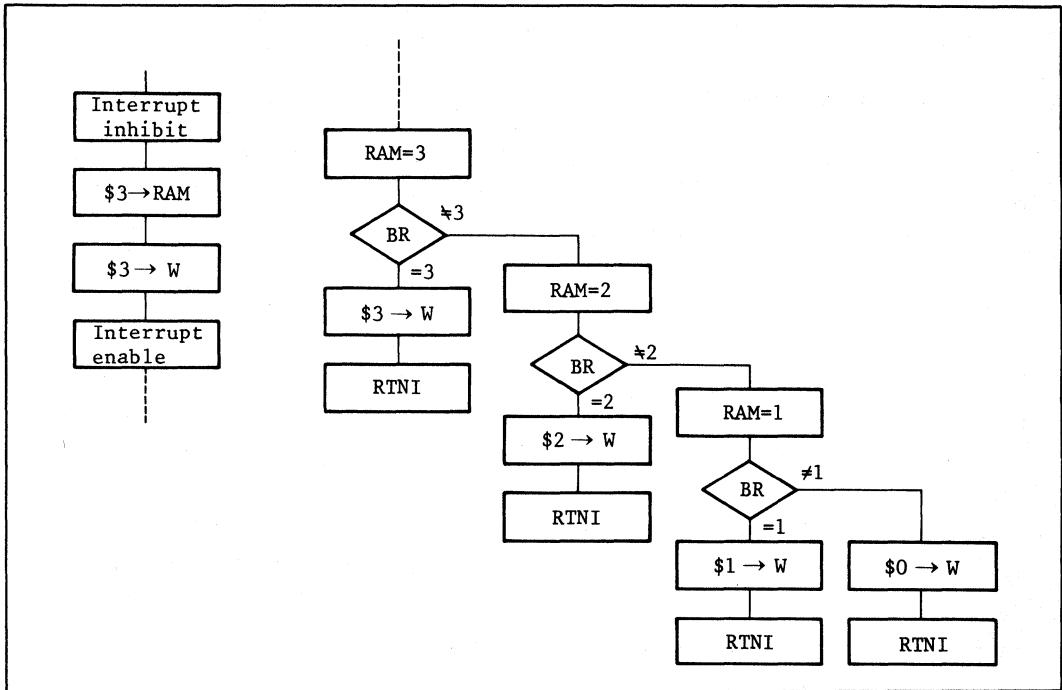 Interrupt
inhibit
$3→RAM
$3→ W
Interrupt
enable
RAM=3
BR
≒3
=3
$3 → W
RTNI
RAM=2
BR
≒2
=2
$2 → W
RTNI
RAM=1
BR
≠1
=1
$1 → W
RTNI
$0 → W
RTNI